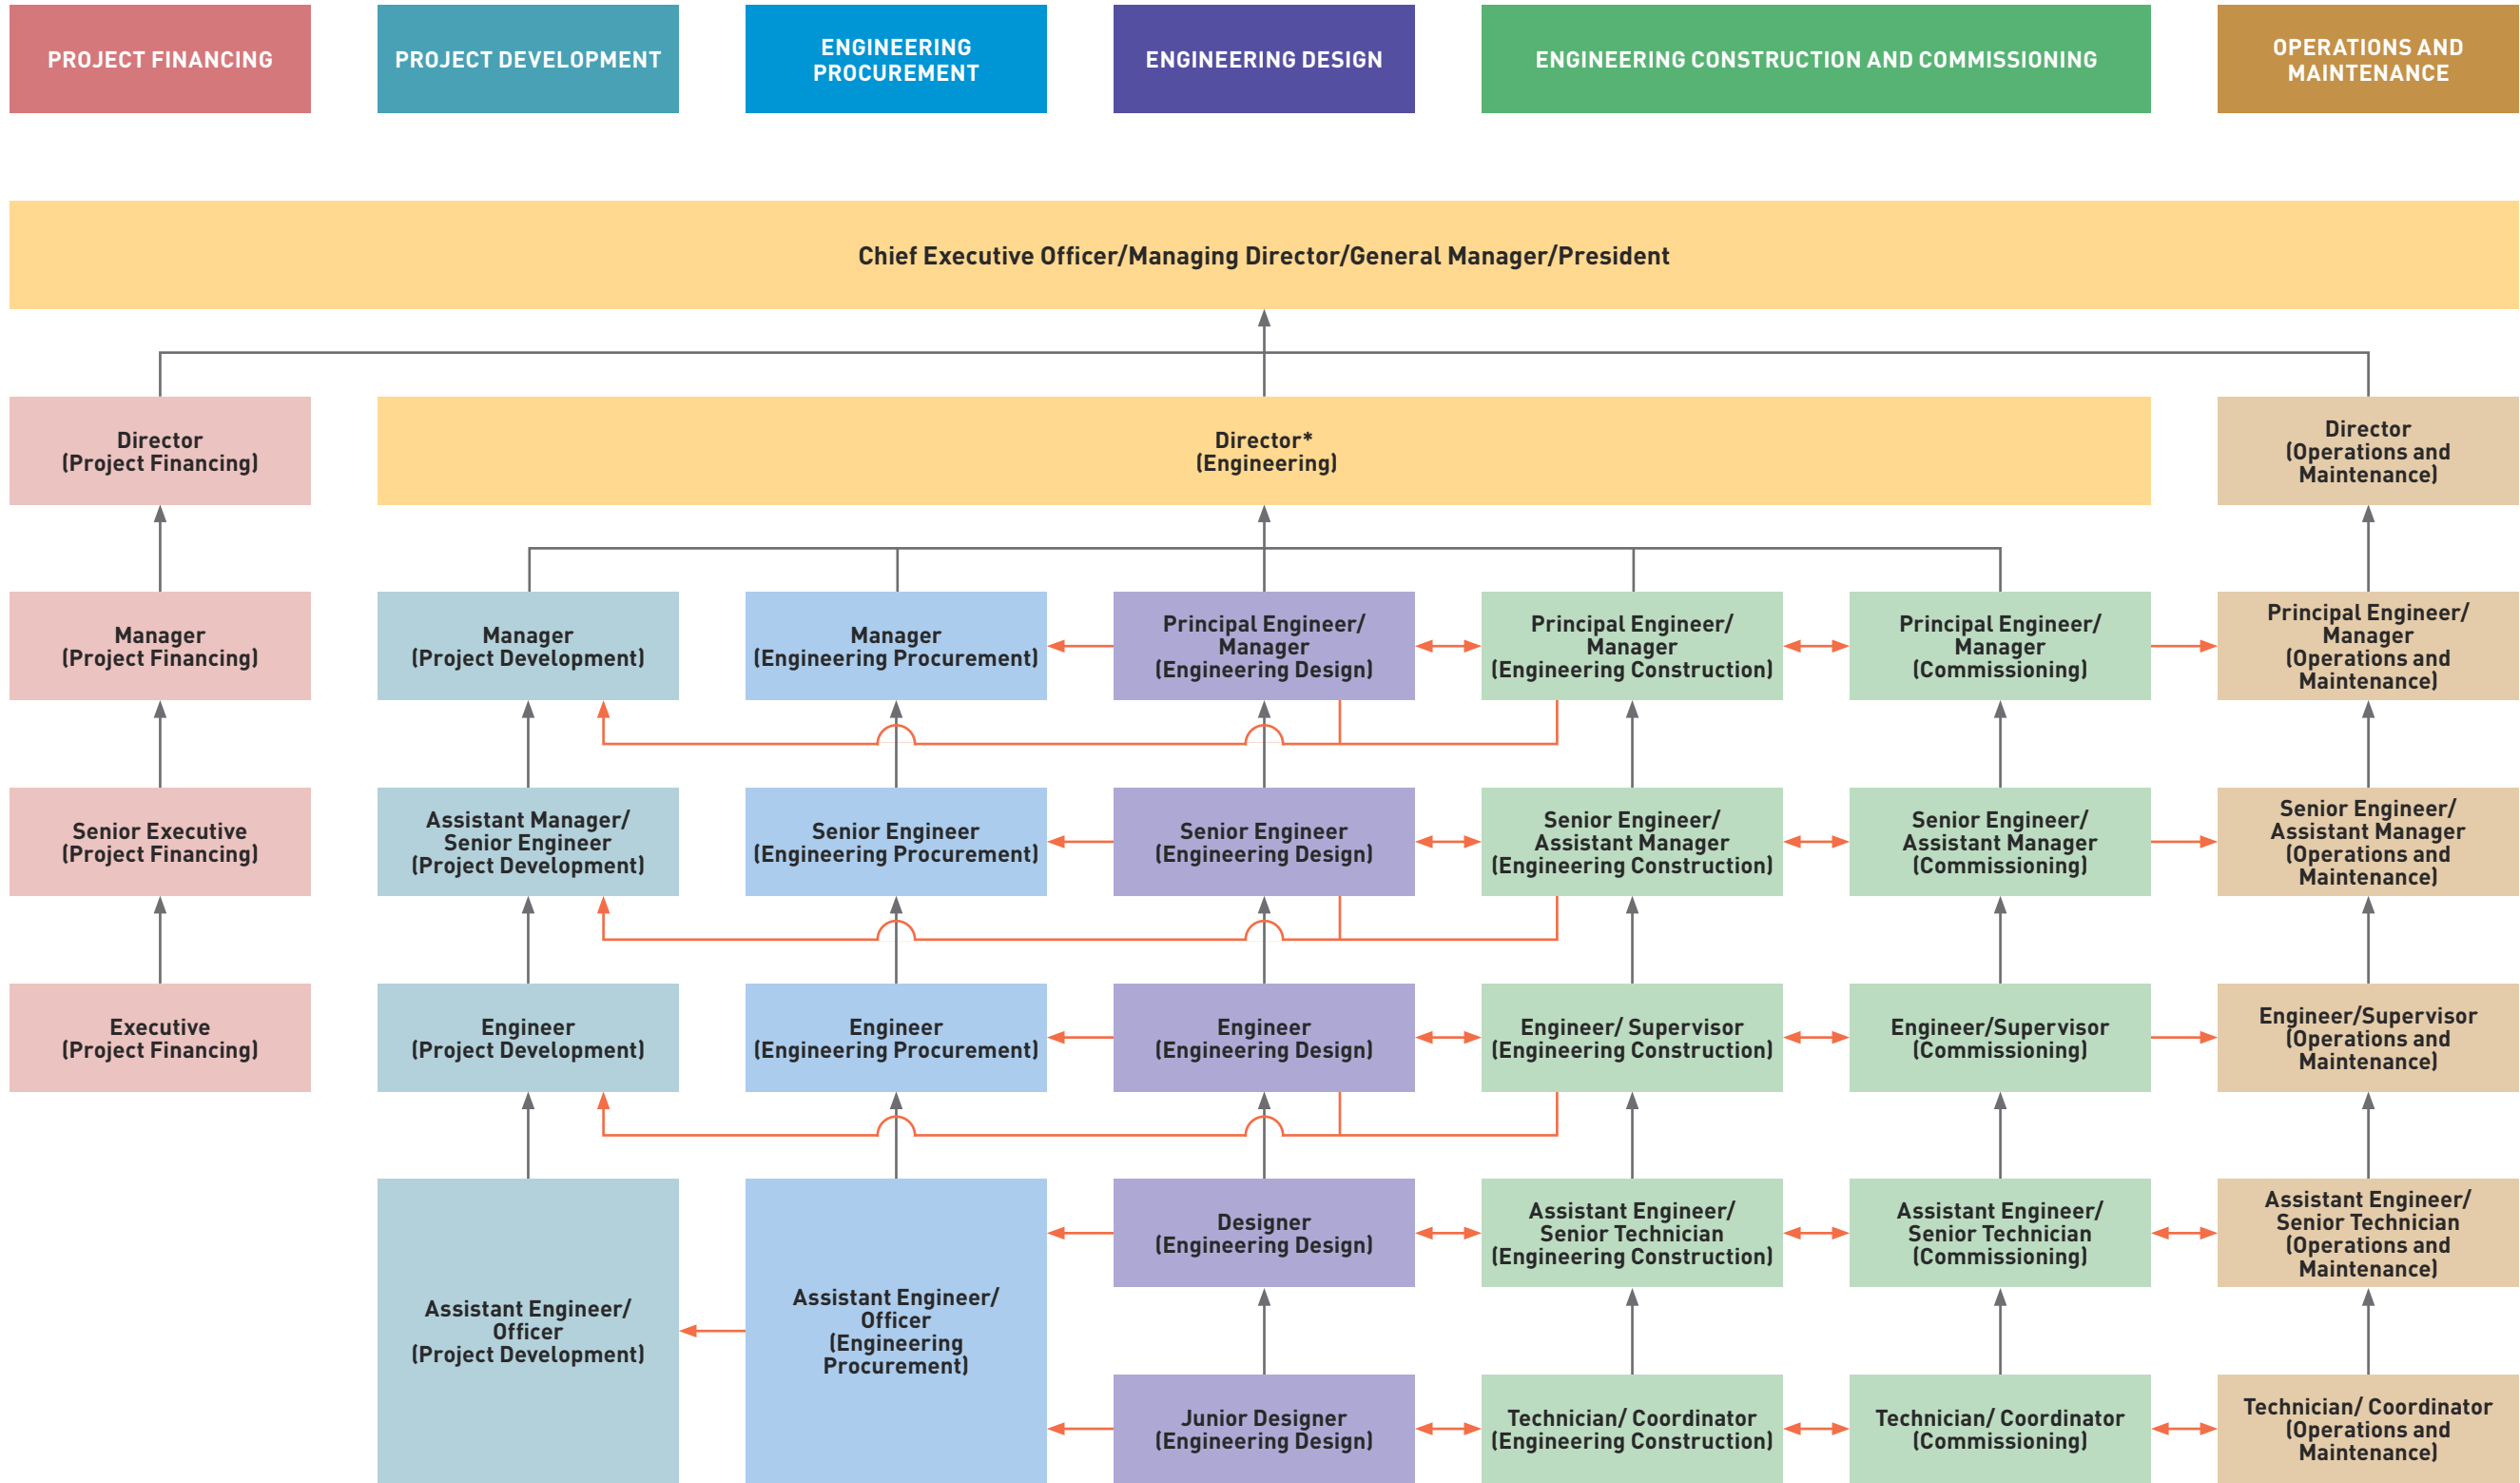 PROJECT FINANCING
PROJECT DEVELOPMENT
ENGINEERING
PROCUREMENT
ENGINEERING DESIGN
ENGINEERING CONSTRUCTION AND COMMISSIONING
OPERATIONS AND
MAINTENANCE
Chief Executive Officer/Managing Director/General Manager/President
Director
(Project Financing)
Director*
(Engineering)
Director
(Operations and
Maintenance)
Manager
(Project Financing)
Manager
(Project Development)
Manager
(Engineering Procurement)
Principal Engineer/
Manager
(Engineering Design)
Principal Engineer/
Manager
(Engineering Construction)
Principal Engineer/
Manager
(Commissioning)
Principal Engineer/
Manager
(Operations and
Maintenance)
Senior Executive
(Project Financing)
Assistant Manager/
Senior Engineer
(Project Development)
Senior Engineer
(Engineering Procurement)
Senior Engineer
(Engineering Design)
Senior Engineer/
Assistant Manager
(Engineering Construction)
Senior Engineer/
Assistant Manager
(Commissioning)
Senior Engineer/
Assistant Manager
(Operations and
Maintenance)
Executive
(Project Financing)
Engineer
(Project Development)
Engineer
(Engineering Procurement)
Engineer
(Engineering Design)
Engineer/ Supervisor
(Engineering Construction)
Engineer/Supervisor
(Commissioning)
Engineer/Supervisor
(Operations and
Maintenance)
Assistant Engineer/
Officer
(Project Development)
Assistant Engineer/
Officer
(Engineering
Procurement)
Designer
(Engineering Design)
Assistant Engineer/
Senior Technician
(Engineering Construction)
Assistant Engineer/
Senior Technician
(Commissioning)
Assistant Engineer/
Senior Technician
(Operations and
Maintenance)
Junior Designer
(Engineering Design)
Technician/ Coordinator
(Engineering Construction)
Technician/ Coordinator
(Commissioning)
Technician/ Coordinator
(Operations and
Maintenance)